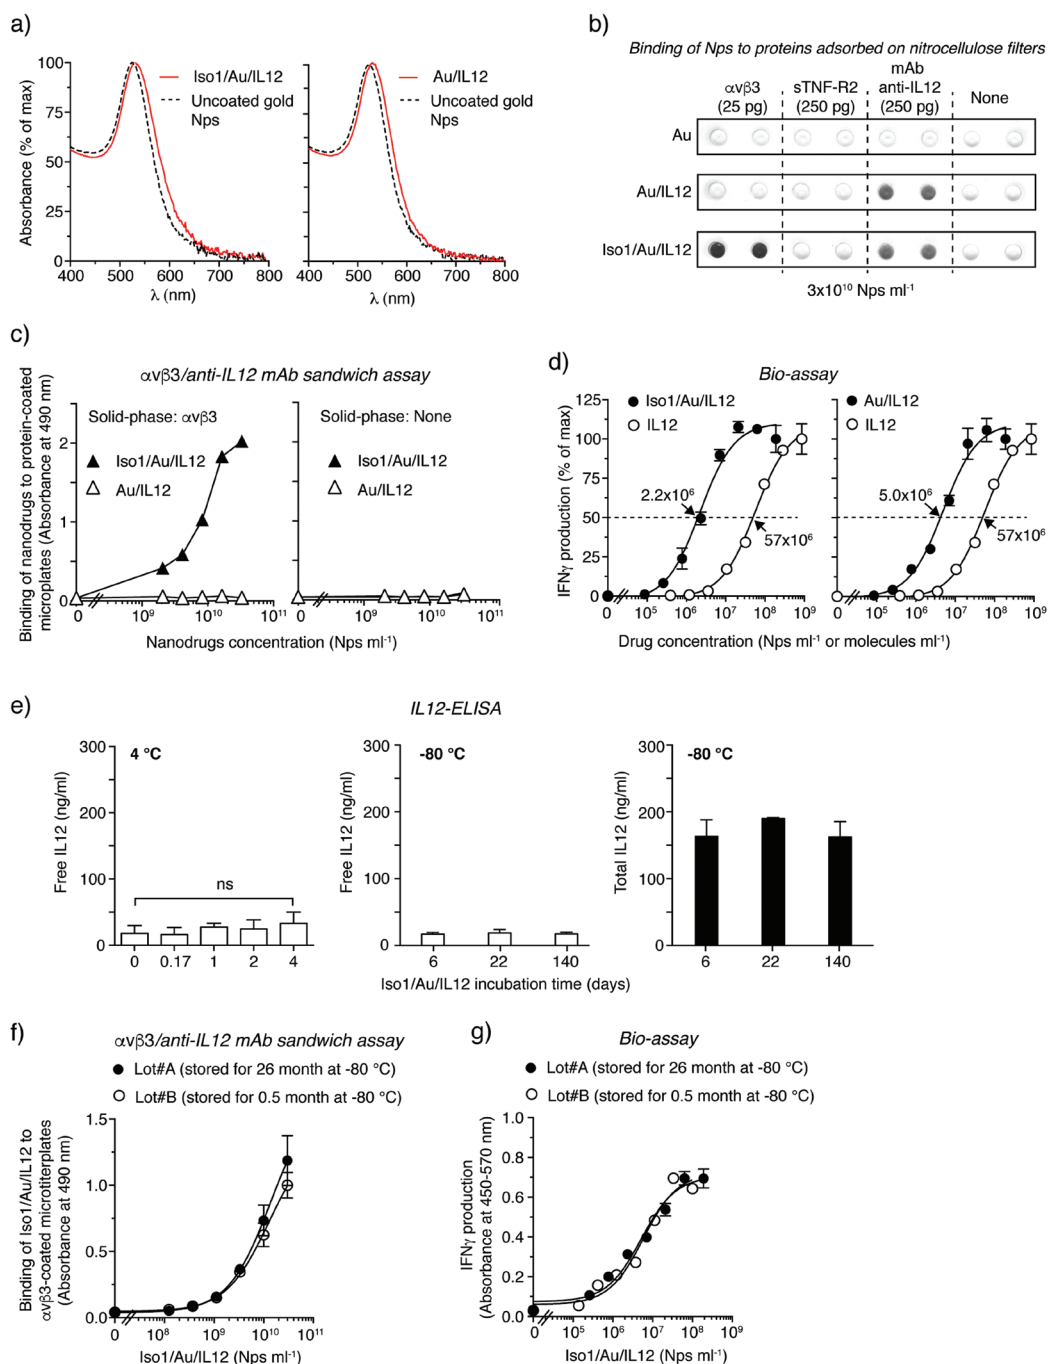 a)
Absorbance (% of max)
100
75
50
25
0
Iso1/Au/IL12
Uncoated gold
Nps
400 500 600 700 800
λ (nm)
Au/IL12
Uncoated gold
Nps
400 500 600 700 800
λ (nm)
b)
Binding of Nps to proteins adsorbed on nitrocellulose filters
αvβ3
(25 pg)
sTNF-R2
(250 pg)
mAb
anti-IL12
(250 pg)
None
Au
Au/IL12
Iso1/Au/IL12
3x10¹⁰ Nps ml⁻¹
c)
αvβ3/anti-IL12 mAb sandwich assay
Binding of nanodrugs to protein-coated
microplates (Absorbance at 490 nm)
2
1
0
Solid-phase: αvβ3
Iso1/Au/IL12
Au/IL12
0 10⁹ 10¹⁰ 10¹¹
Solid-phase: None
Iso1/Au/IL12
Au/IL12
0 10⁹ 10¹⁰ 10¹¹
Nanodrugs concentration (Nps ml⁻¹)
d)
Bio-assay
IFNγ production (% of max)
125
100
75
50
25
0
Iso1/Au/IL12
IL12
2.2x10⁶
57x10⁶
0 10⁵ 10⁶ 10⁷ 10⁸ 10⁹
Au/IL12
IL12
5.0x10⁶
57x10⁶
0 10⁵ 10⁶ 10⁷ 10⁸ 10⁹
Drug concentration (Nps ml⁻¹ or molecules ml⁻¹)
e)
IL12-ELISA
Free IL12 (ng/ml)
300
200
100
0
4 °C
ns
0 0.17 1 2 4
Free IL12 (ng/ml)
300
200
100
0
-80 °C
6 22 140
Total IL12 (ng/ml)
300
200
100
0
-80 °C
6 22 140
Iso1/Au/IL12 incubation time (days)
f)
αvβ3/anti-IL12 mAb sandwich assay
Lot#A (stored for 26 month at -80 °C)
Lot#B (stored for 0.5 month at -80 °C)
Binding of Iso1/Au/IL12 to
αvβ3-coated microtiterplates
(Absorbance at 490 nm)
1.5
1.0
0.5
0.0
0 10⁸ 10⁹ 10¹⁰ 10¹¹
Iso1/Au/IL12 (Nps ml⁻¹)
g)
Bio-assay
Lot#A (stored for 26 month at -80 °C)
Lot#B (stored for 0.5 month at -80 °C)
IFNγ production
(Absorbance at 450-570 nm)
1.0
0.8
0.6
0.4
0.2
0.0
0 10⁵ 10⁶ 10⁷ 10⁸ 10⁹
Iso1/Au/IL12 (Nps ml⁻¹)